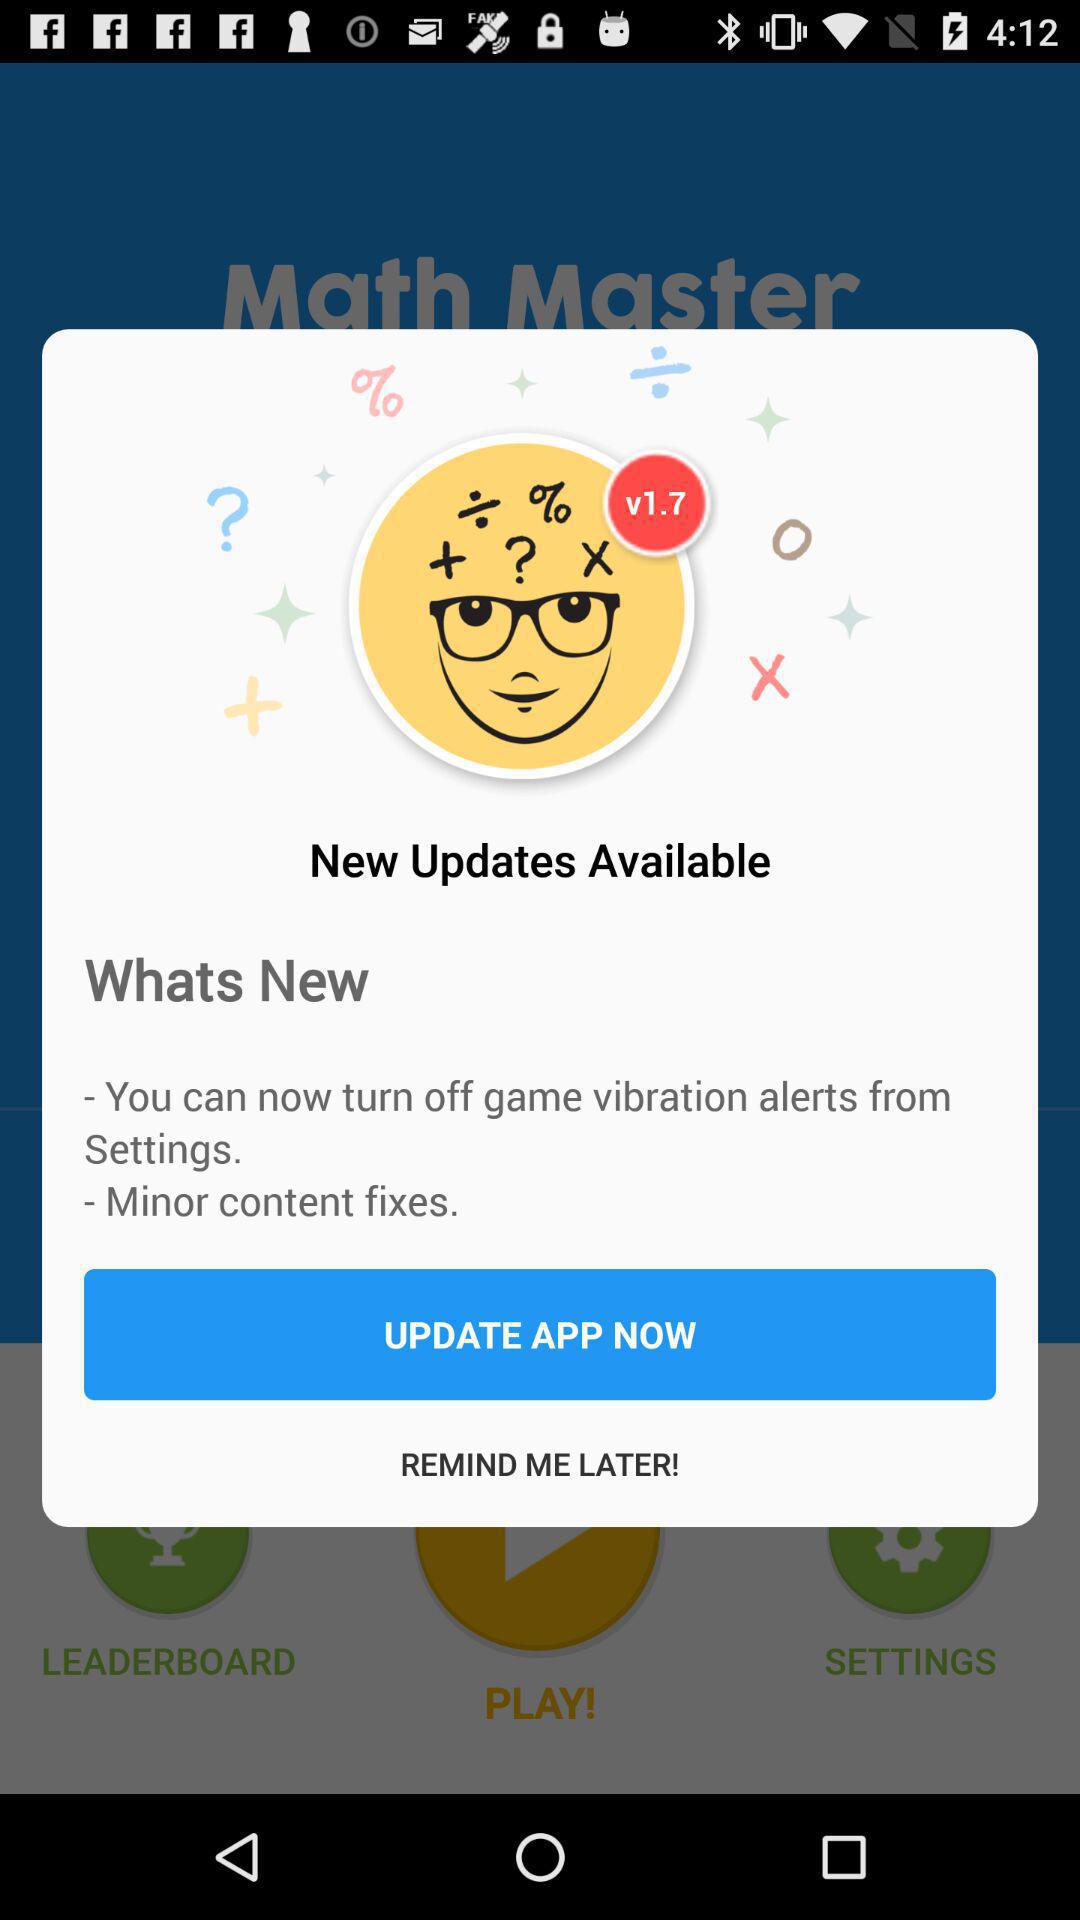 FAKE
4:12
Math Master
%
÷
÷ %
v1.7
?
+ ? x
o
x
+
New Updates Available
Whats New
- You can now turn off game vibration alerts from
Settings.
- Minor content fixes.
UPDATE APP NOW
REMIND ME LATER!
LEADERBOARD
SETTINGS
PLAY!